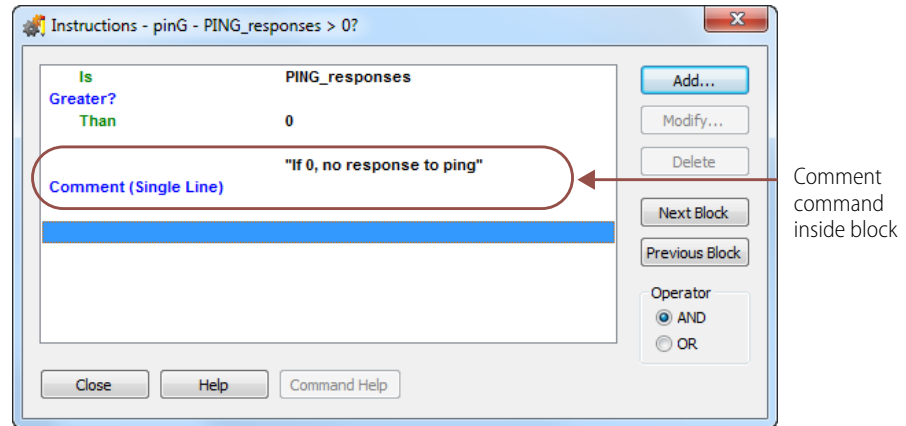 Instructions - pinG - PING_responses > 0?
Is PING_responses
Greater?
Than 0
"If 0, no response to ping"
Comment (Single Line)
Add...
Modify...
Delete
Next Block
Previous Block
Operator
AND
OR
Close Help Command Help
Comment
command
inside block